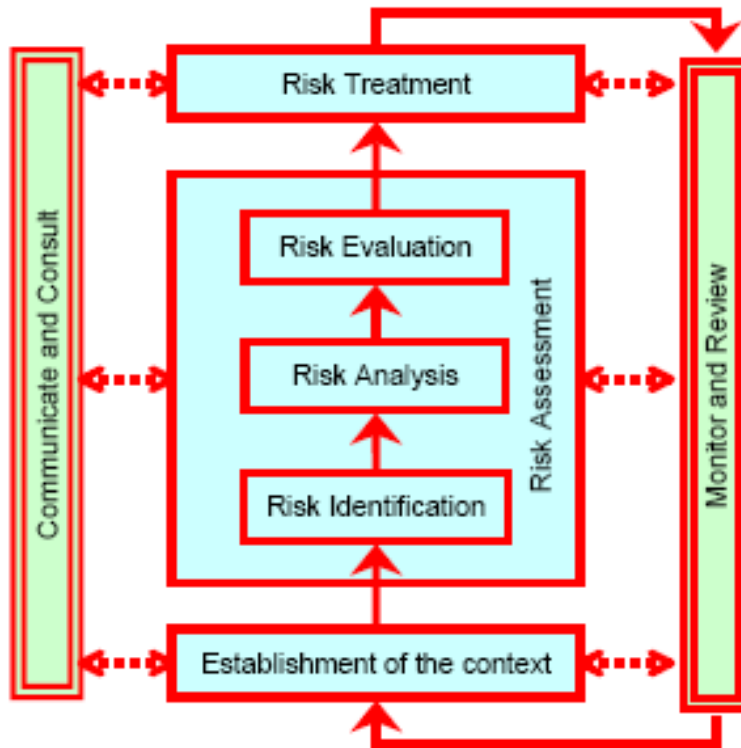 Risk Treatment
Communicate and Consult
Risk Evaluation
Risk Analysis
Risk Identification
Risk Assessment
Monitor and Review
Establishment of the context